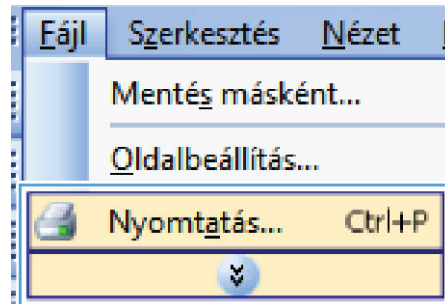 Fájl Szerkesztés Nézet
Mentés másként...
Oldalbeállítás...
Nyomtatás... Ctrl+P